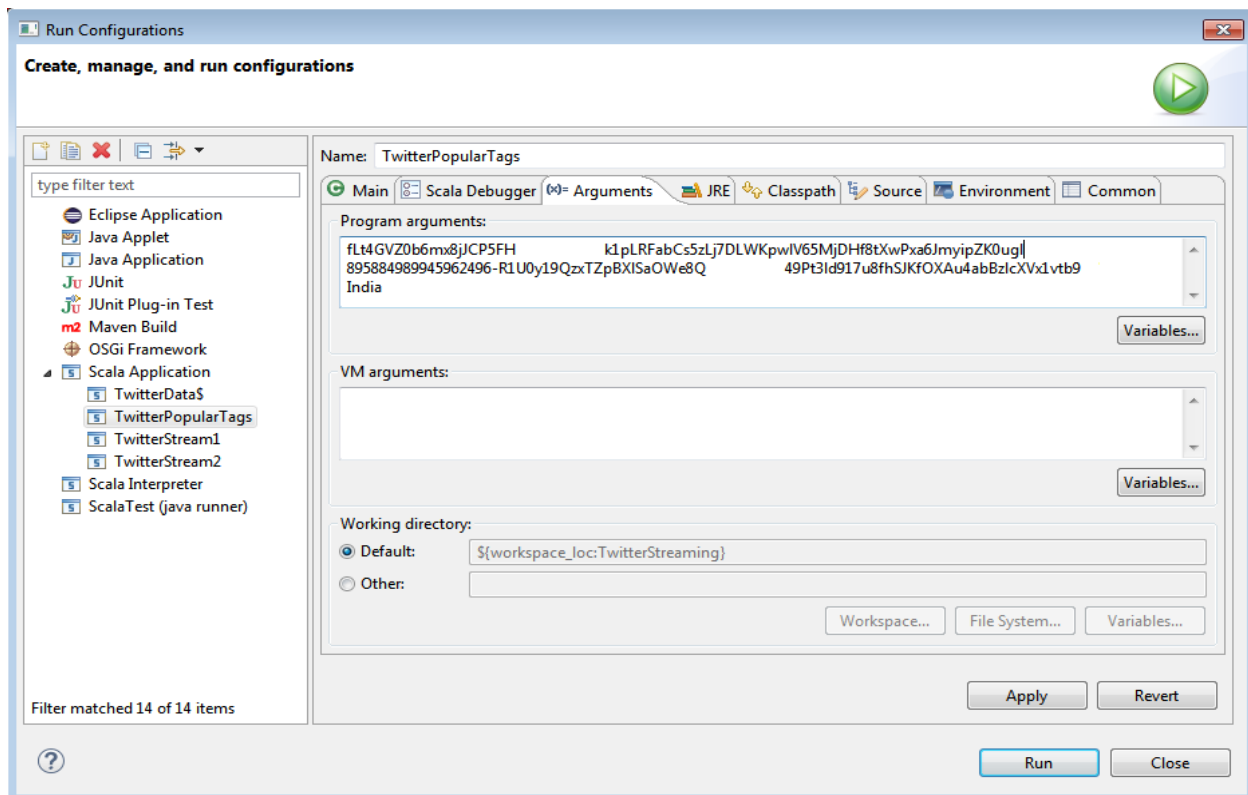 Run Configurations
Create, manage, and run configurations
type filter text
Eclipse Application
Java Applet
Java Application
JUnit
JUnit Plug-in Test
Maven Build
OSGi Framework
Scala Application
TwitterData$
TwitterPopularTags
TwitterStream1
TwitterStream2
Scala Interpreter
ScalaTest (java runner)
Filter matched 14 of 14 items
Name: TwitterPopularTags
Main Scala Debugger (x)= Arguments JRE Classpath Source Environment Common
Program arguments:
fLt4GVZ0b6mx8jJCP5FH k1pLRFabCs5zLj7DLWKpwIV65MjDHf8tXwPxa6JmyipZK0ugI
895884989945962496-R1U0y19QzxTZpBXISaOWe8Q 49Pt3Id917u8fhSJKfOXAu4abBzIcXVx1vtb9
India
Variables...
VM arguments:
Variables...
Working directory:
Default: ${workspace_loc:TwitterStreaming}
Other:
Workspace... File System... Variables...
Apply Revert
Run Close